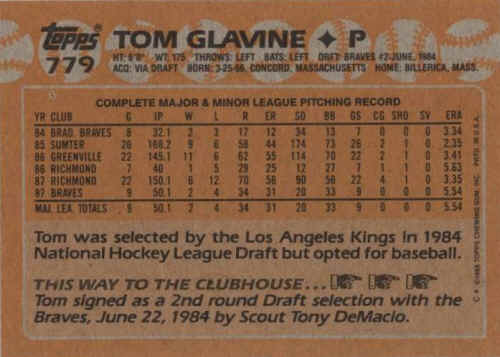 topps TOM GLAVINE ✦ P
779 HT: 6'0" WT: 175 THROWS: LEFT BATS: LEFT DRAFT: BRAVES #2-JUNE, 1984
ACQ: VIA DRAFT BORN: 3-25-66, CONCORD, MASSACHUSETTS HOME: BILLERICA, MASS.
COMPLETE MAJOR & MINOR LEAGUE PITCHING RECORD
YR CLUB G IP W L R ER SO BB GS CG SHO SV ERA
84 BRAD. BRAVES 8 32.1 2 3 17 12 34 13 7 0 0 0 3.34
85 SUMTER 26 168.2 9 6 58 44 174 73 26 2 1 0 2.35
86 GREENVILLE 22 145.1 11 6 62 55 114 70 22 2 1 0 3.41
86 RICHMOND 7 40 1 5 29 25 12 27 7 1 0 5.63
87 RICHMOND 22 150.1 6 12 70 56 90 56 22 4 1 0 3.35
87 BRAVES 9 50.1 2 4 34 31 20 33 9 0 0 0 5.54
MAJ. LEA. TOTALS 9 50.1 2 4 34 31 20 33 9 0 0 0 5.54
Tom was selected by the Los Angeles Kings in 1984
National Hockey League Draft but opted for baseball.
THIS WAY TO THE CLUBHOUSE...
Tom signed as a 2nd round Draft selection with the
Braves, June 22, 1984 by Scout Tony DeMacio.
© 1988 TOPPS CHEWING GUM, INC. PRTD. IN U.S.A.